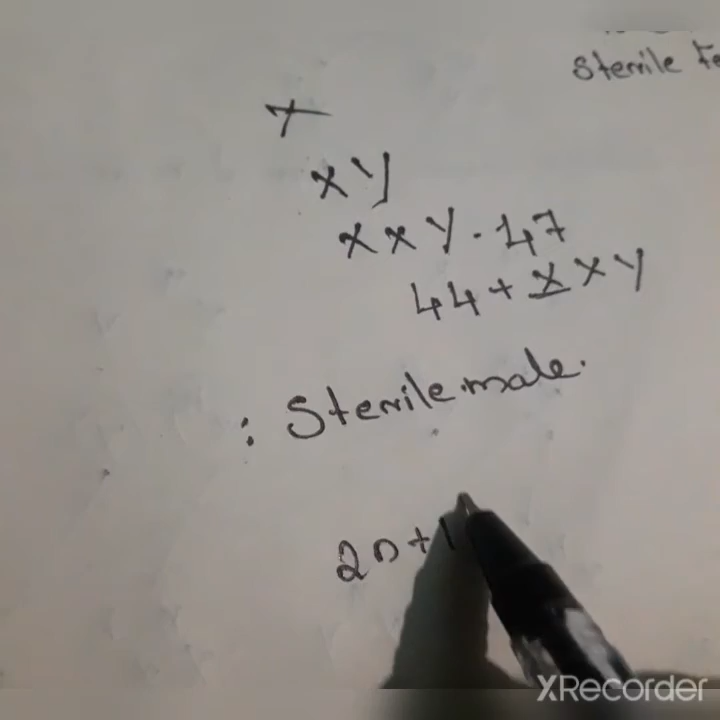 Sterile Fe
X
XY
XXY. 47
44+XXY
: Sterile male.
2n+1
XRecorder